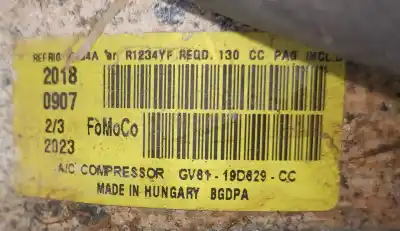 REFRIG R134A or R1234YF REQD. 130 CC PAG INCL.
2018
0907
2/3 FoMoCo
2023
A/C COMPRESSOR GV61-19D629-CC
MADE IN HUNGARY BGDPA